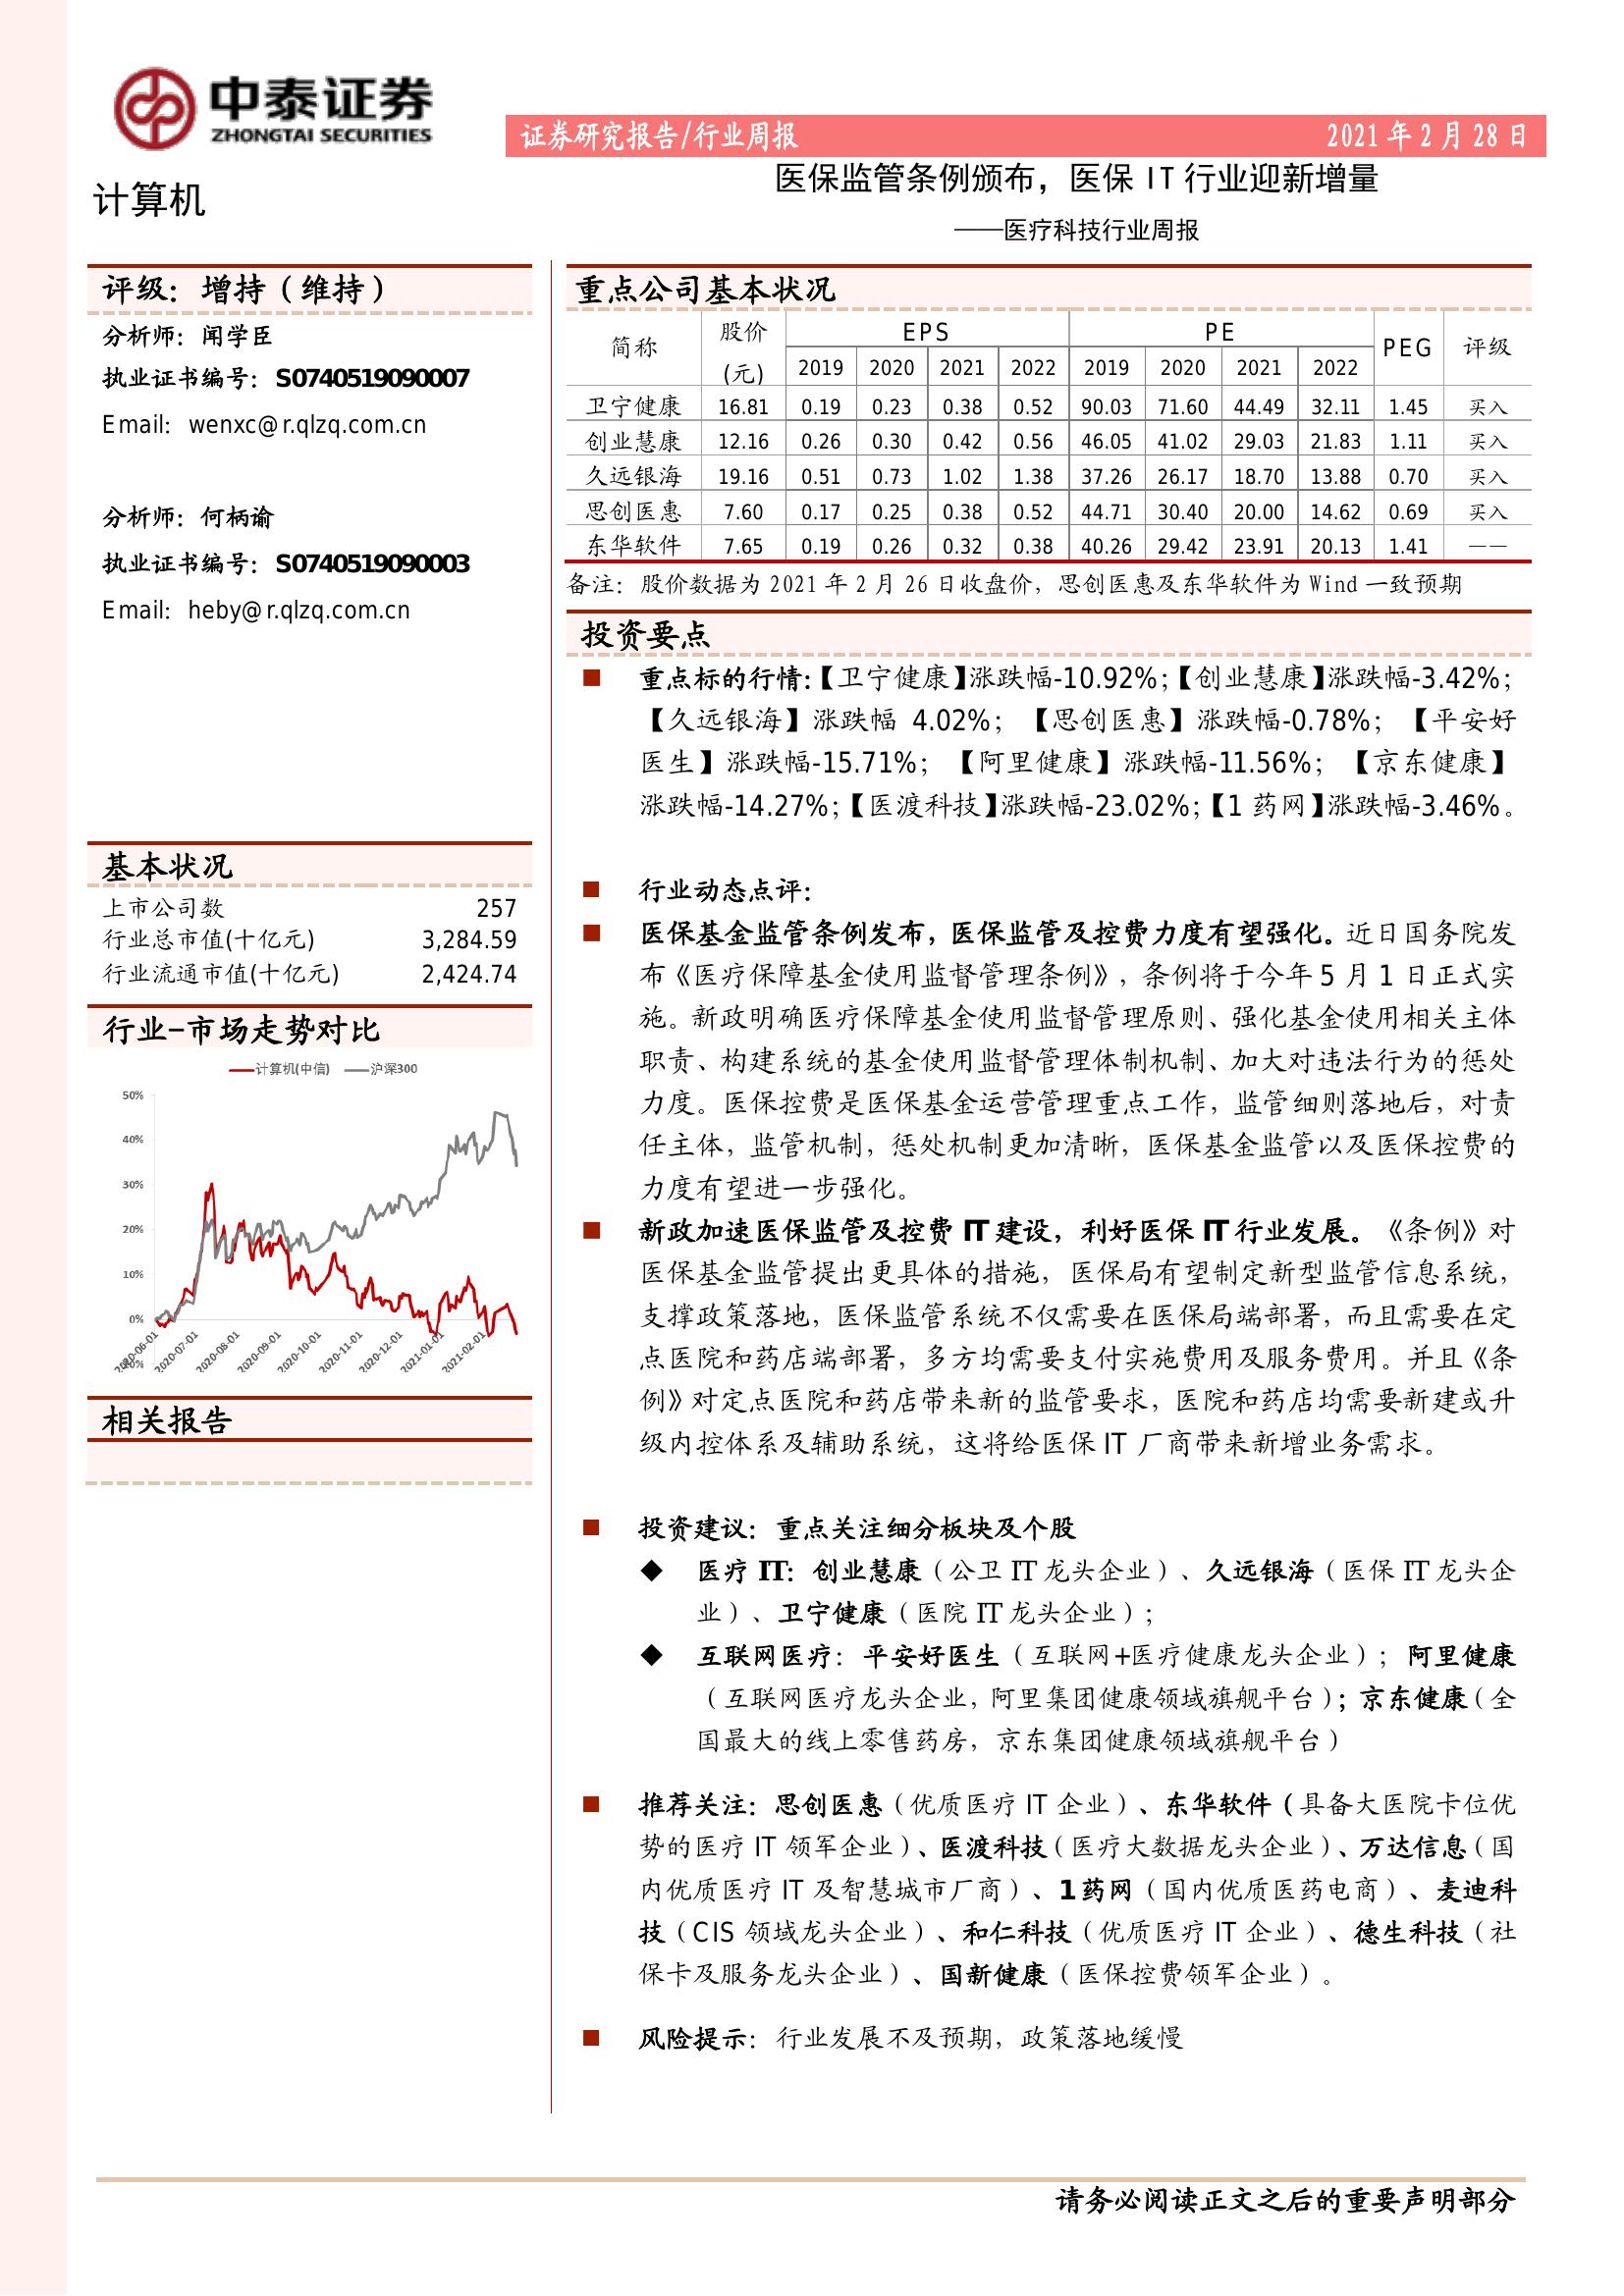 中泰证券
ZHONGTAI SECURITIES
证券研究报告/行业周报 2021 年 2 月 28 日
计算机
医保监管条例颁布，医保 IT 行业迎新增量
——医疗科技行业周报
评级：增持（维持）
分析师：闻学臣
执业证书编号：S0740519090007
Email：wenxc@r.qlzq.com.cn
分析师：何柄谕
执业证书编号：S0740519090003
Email：heby@r.qlzq.com.cn
基本状况
上市公司数 257
行业总市值(十亿元) 3,284.59
行业流通市值(十亿元) 2,424.74
行业-市场走势对比
计算机(中信) 沪深300
50%
40%
30%
20%
10%
0%
2020-06-01 2020-07-01 2020-08-01 2020-09-01 2020-10-01 2020-11-01 2020-12-01 2021-01-01 2021-02-01
相关报告
重点公司基本状况
简称 股价(元) EPS PE PEG 评级
2019 2020 2021 2022 2019 2020 2021 2022
卫宁健康 16.81 0.19 0.23 0.38 0.52 90.03 71.60 44.49 32.11 1.45 买入
创业慧康 12.16 0.26 0.30 0.42 0.56 46.05 41.02 29.03 21.83 1.11 买入
久远银海 19.16 0.51 0.73 1.02 1.38 37.26 26.17 18.70 13.88 0.70 买入
思创医惠 7.60 0.17 0.25 0.38 0.52 44.71 30.40 20.00 14.62 0.69 买入
东华软件 7.65 0.19 0.26 0.32 0.38 40.26 29.42 23.91 20.13 1.41 ——
备注：股价数据为 2021 年 2 月 26 日收盘价，思创医惠及东华软件为 Wind 一致预期
投资要点
■ 重点标的行情:【卫宁健康】涨跌幅-10.92%;【创业慧康】涨跌幅-3.42%;
【久远银海】涨跌幅 4.02%；【思创医惠】涨跌幅-0.78%；【平安好
医生】涨跌幅-15.71%；【阿里健康】涨跌幅-11.56%；【京东健康】
涨跌幅-14.27%;【医渡科技】涨跌幅-23.02%;【1 药网】涨跌幅-3.46%。
■ 行业动态点评：
■ 医保基金监管条例发布，医保监管及控费力度有望强化。近日国务院发
布《医疗保障基金使用监督管理条例》，条例将于今年 5 月 1 日正式实
施。新政明确医疗保障基金使用监督管理原则、强化基金使用相关主体
职责、构建系统的基金使用监督管理体制机制、加大对违法行为的惩处
力度。医保控费是医保基金运营管理重点工作，监管细则落地后，对责
任主体，监管机制，惩处机制更加清晰，医保基金监管以及医保控费的
力度有望进一步强化。
■ 新政加速医保监管及控费 IT 建设，利好医保 IT 行业发展。《条例》对
医保基金监管提出更具体的措施，医保局有望制定新型监管信息系统，
支撑政策落地，医保监管系统不仅需要在医保局端部署，而且需要在定
点医院和药店端部署，多方均需要支付实施费用及服务费用。并且《条
例》对定点医院和药店带来新的监管要求，医院和药店均需要新建或升
级内控体系及辅助系统，这将给医保 IT 厂商带来新增业务需求。
■ 投资建议：重点关注细分板块及个股
◆ 医疗 IT：创业慧康（公卫 IT 龙头企业）、久远银海（医保 IT 龙头企
业）、卫宁健康（医院 IT 龙头企业）；
◆ 互联网医疗：平安好医生（互联网+医疗健康龙头企业）；阿里健康
（互联网医疗龙头企业，阿里集团健康领域旗舰平台）；京东健康（全
国最大的线上零售药房，京东集团健康领域旗舰平台）
■ 推荐关注：思创医惠（优质医疗 IT 企业）、东华软件（具备大医院卡位优
势的医疗 IT 领军企业）、医渡科技（医疗大数据龙头企业）、万达信息（国
内优质医疗 IT 及智慧城市厂商）、1 药网（国内优质医药电商）、麦迪科
技（CIS 领域龙头企业）、和仁科技（优质医疗 IT 企业）、德生科技（社
保卡及服务龙头企业）、国新健康（医保控费领军企业）。
■ 风险提示：行业发展不及预期，政策落地缓慢
请务必阅读正文之后的重要声明部分